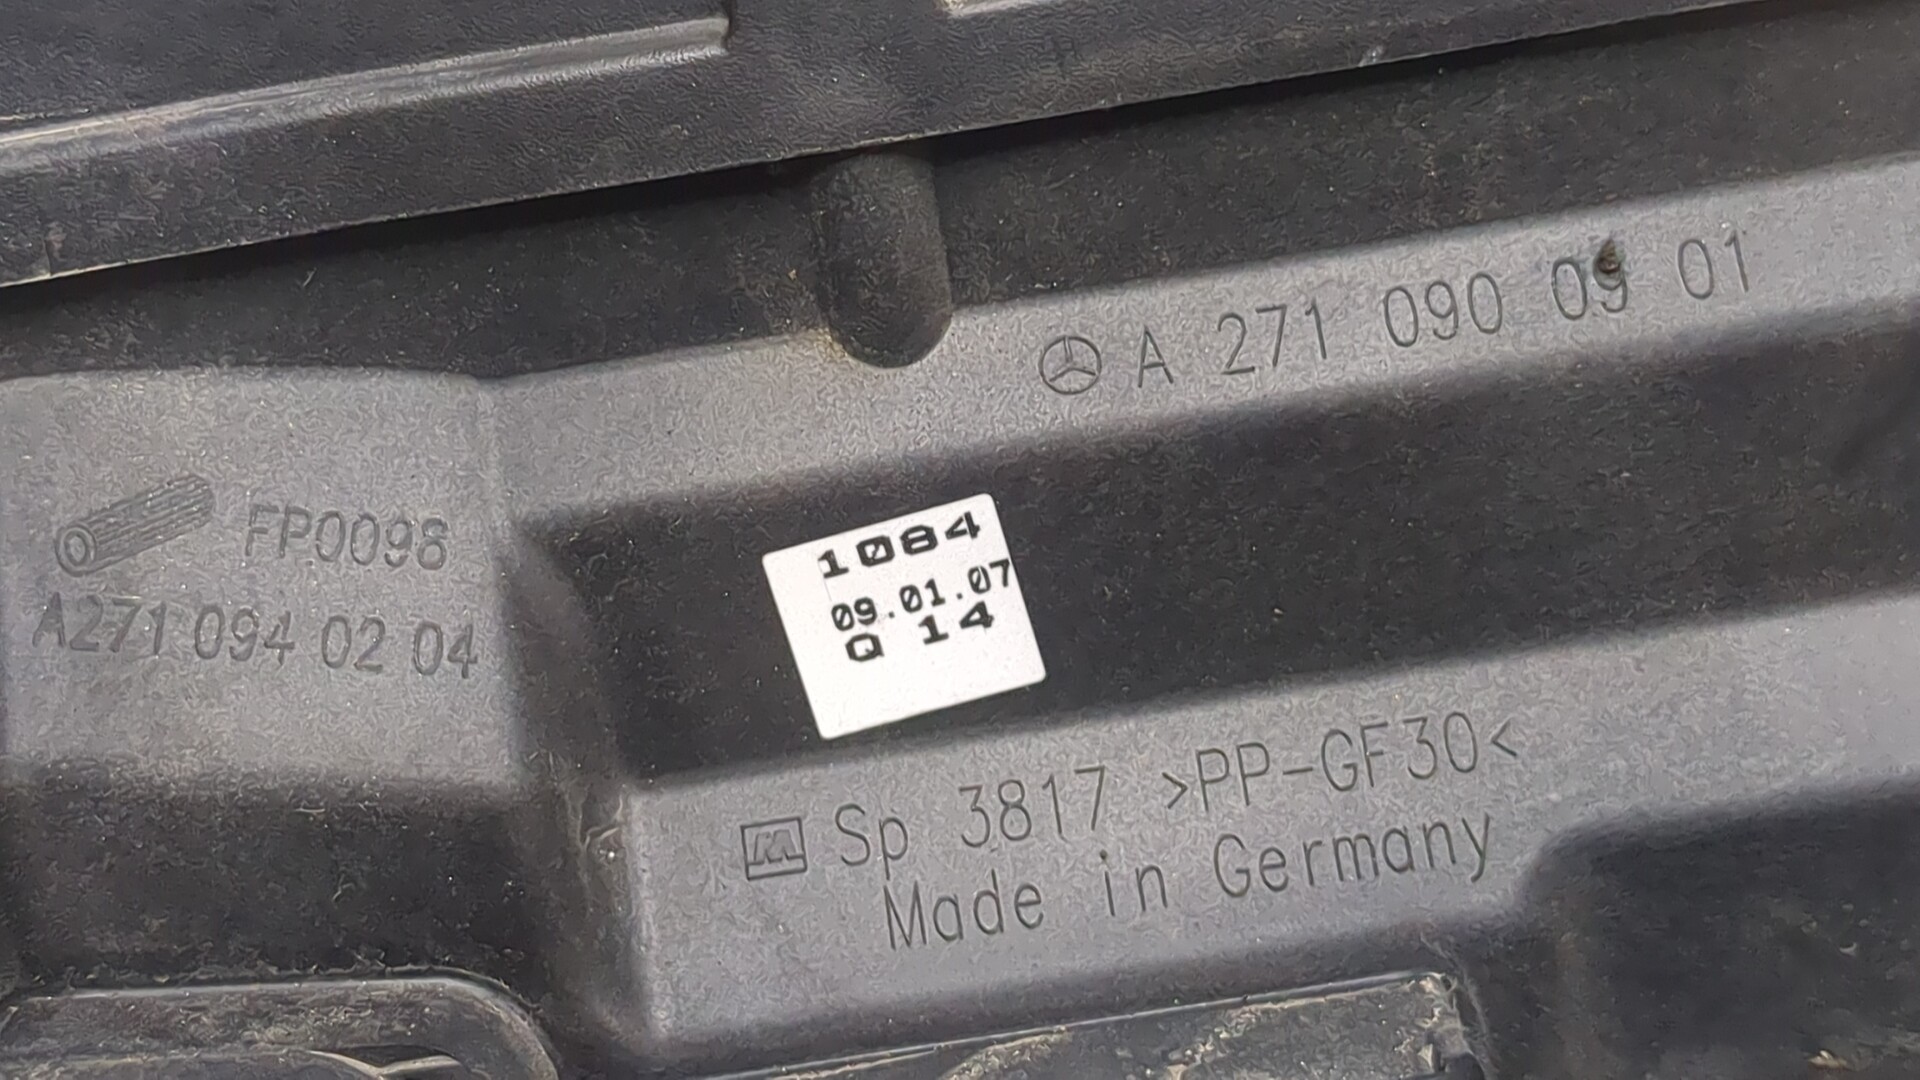 A 271 090 09 01
FP0098
A271 094 02 04
1084
09.01.07
Q 14
Sp 3817 >PP-GF30<
Made in Germany